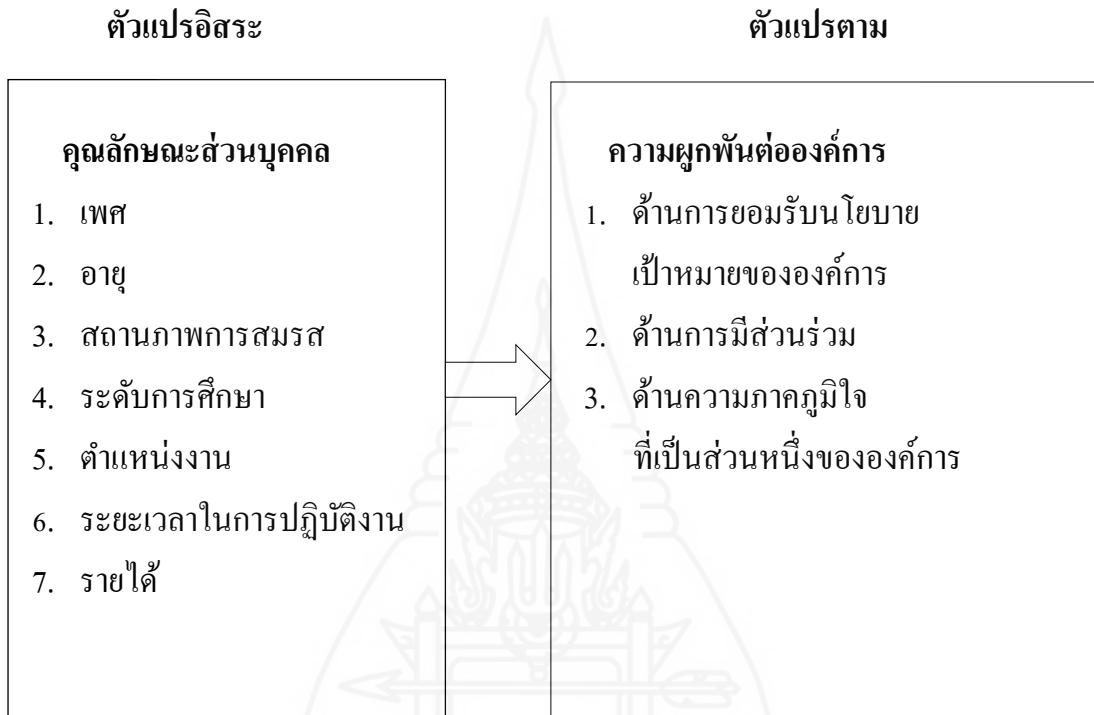 ตัวแปรอิสระ
ตัวแปรตาม
คุณลักษณะส่วนบุคคล
1. เพศ
2. อายุ
3. สถานภาพการสมรส
4. ระดับการศึกษา
5. ตำแหน่งงาน
6. ระยะเวลาในการปฏิบัติงาน
7. รายได้
ความผูกพันต่อองค์การ
1. ด้านการยอมรับนโยบาย
เป้าหมายขององค์การ
2. ด้านการมีส่วนร่วม
3. ด้านความภาคภูมิใจ
ที่เป็นส่วนหนึ่งขององค์การ